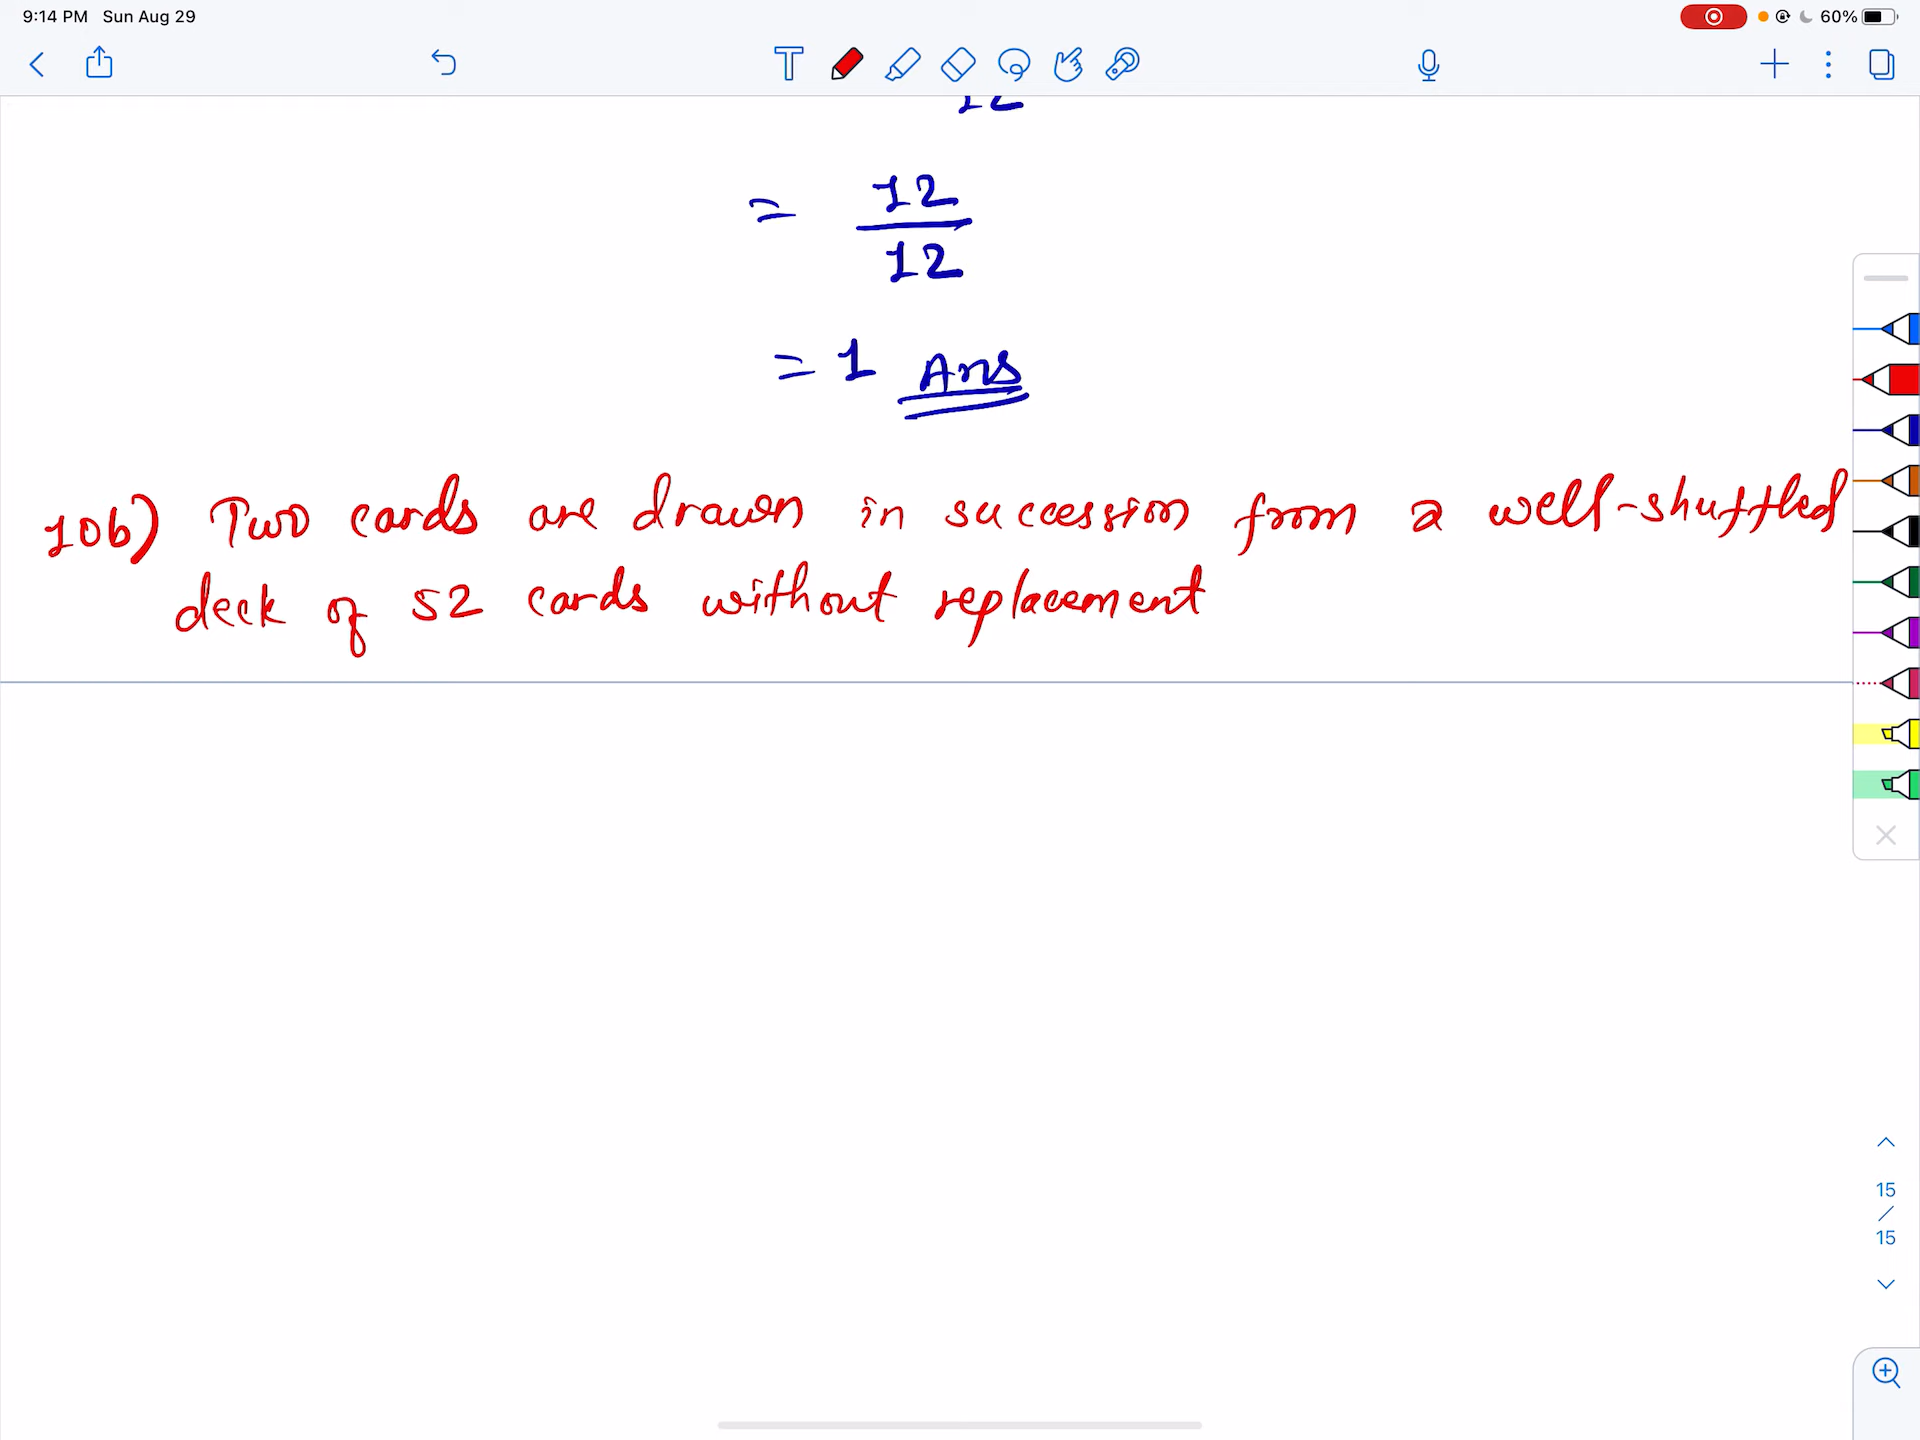 9:14 PM Sun Aug 29
60%
T
= 12
12
= 1 Ans
10b) Two cards are drawn in succession from a well-shuffled
deck of 52 cards without replacement
15
/
15